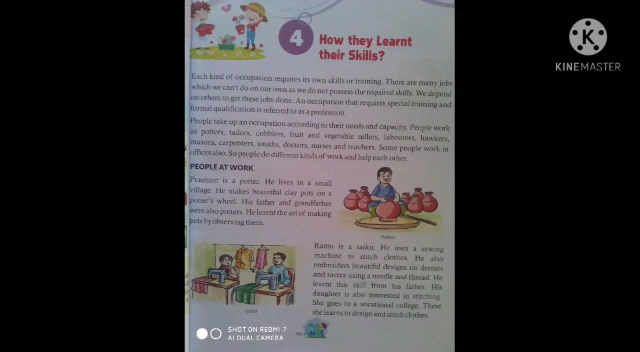 4
How they Learnt
their Skills?
Each kind of occupation requires its own skills or training. There are many jobs
which we can't do on our own as we do not possess the required skills. We depend
on others to get these jobs done. An occupation that requires special training and
formal qualification is referred to as a profession.
People take up an occupation according to their needs and capacity. People work
as potters, tailors, cobblers, fruit and vegetable sellers, labourers, hawkers,
masons, carpenters, smiths, doctors, nurses and teachers. Some people work in
offices also. So people do different kinds of work and help each other.
PEOPLE AT WORK
Prashant is a potter. He lives in a small
village. He makes beautiful clay pots on a
potter's wheel. His father and grandfather
were also potters. He learnt the art of making
pots by observing them.
Potter
Ramu is a tailor. He uses a sewing
machine to stitch clothes. He also
embroiders beautiful designs on dresses
and sarees using a needle and thread. He
learnt this skill from his father. His
daughter is also interested in stitching.
She goes to a vocational college. There
she learns to design and stitch clothes.
Tailor
SHOT ON REDMI 7
AI DUAL CAMERA
K
KINEMASTER